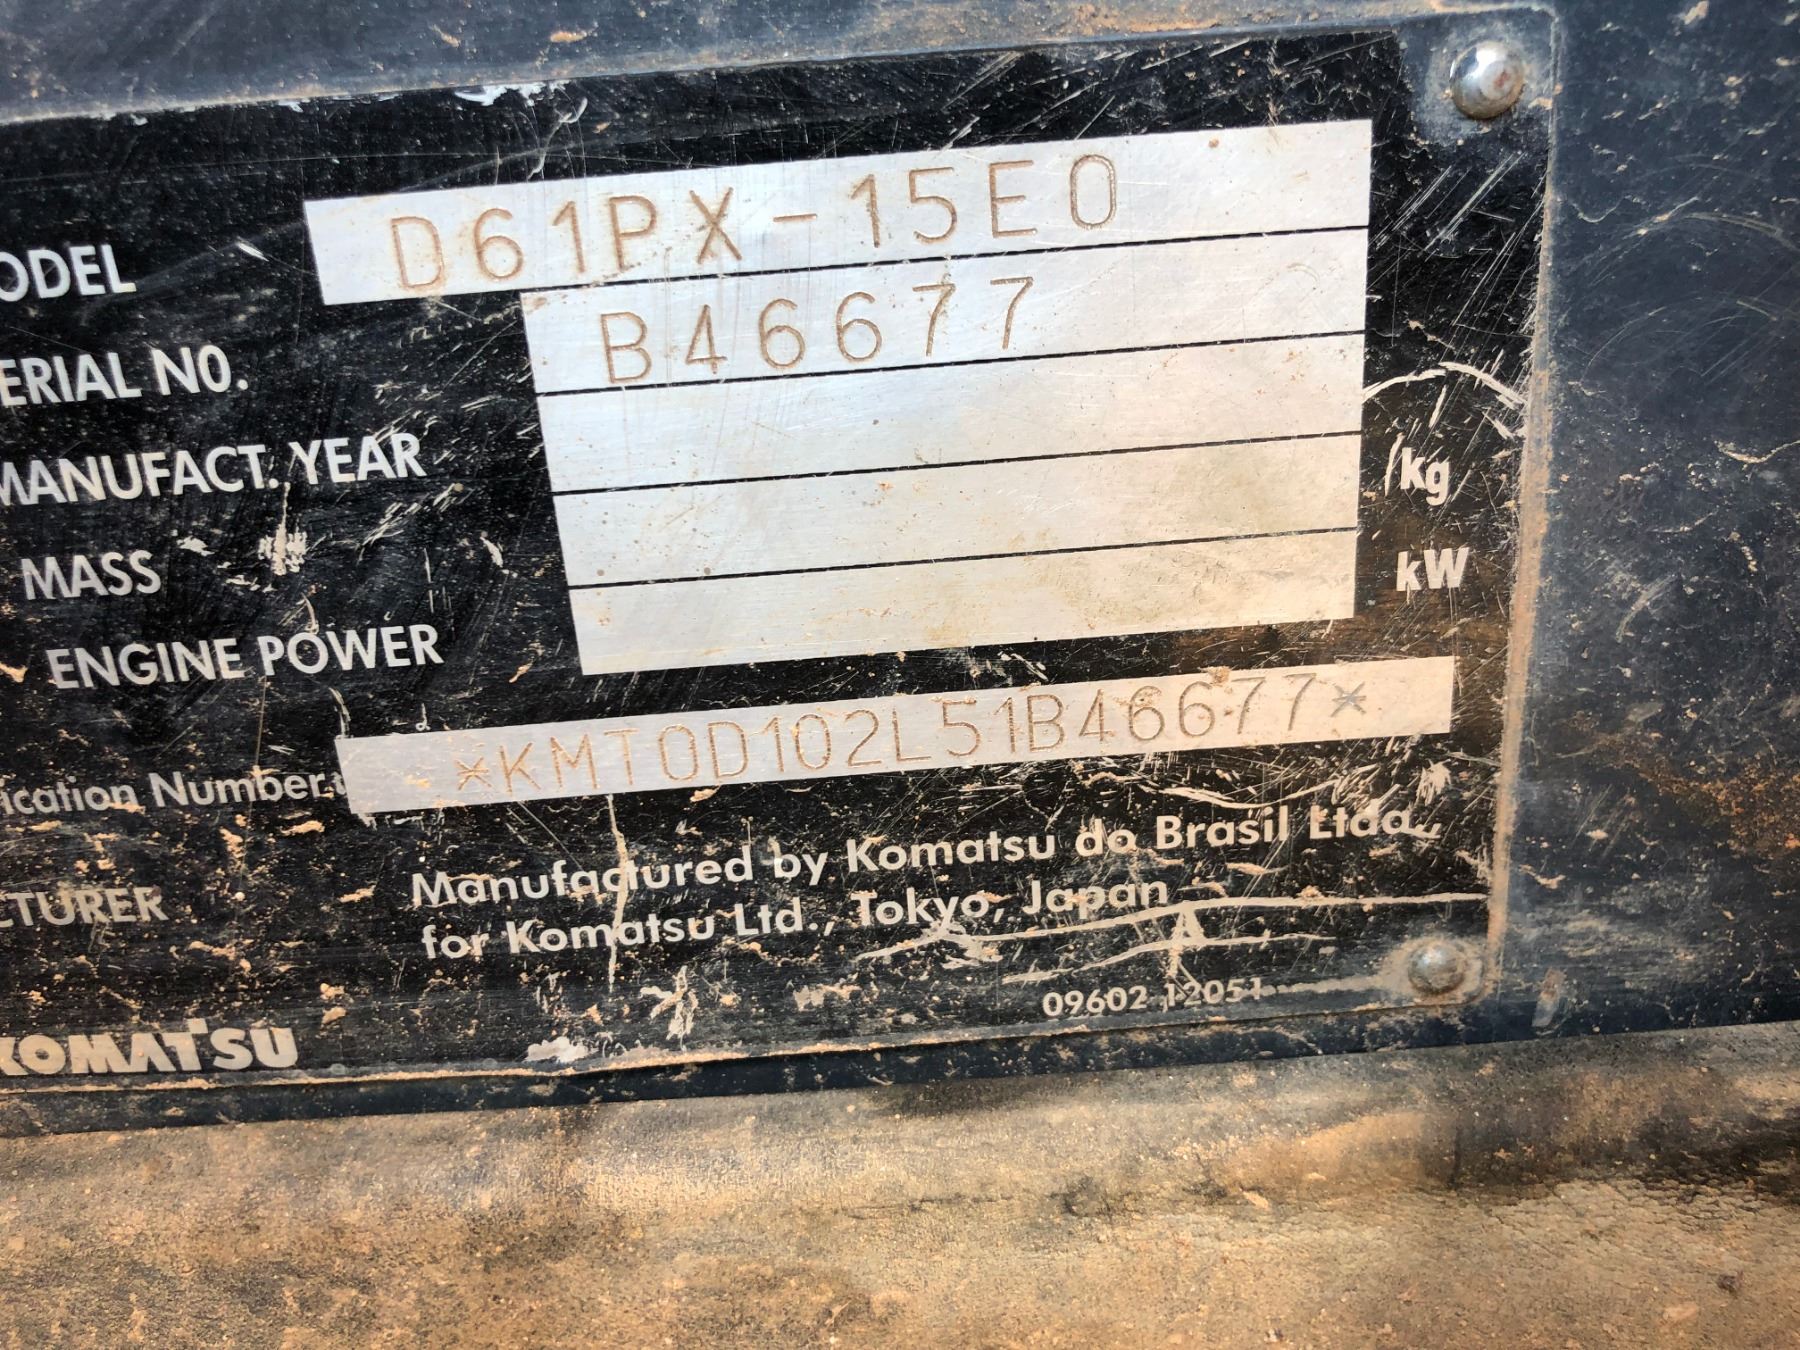 ODEL D61PX-15E0
ERIAL NO. B46677
MANUFACT. YEAR
MASS kg
ENGINE POWER kW
ication Number *KMT0D102L51B46677*
CTURER Manufactured by Komatsu do Brasil Ltda.,
for Komatsu Ltd., Tokyo, Japan
09602 12051
KOMATSU